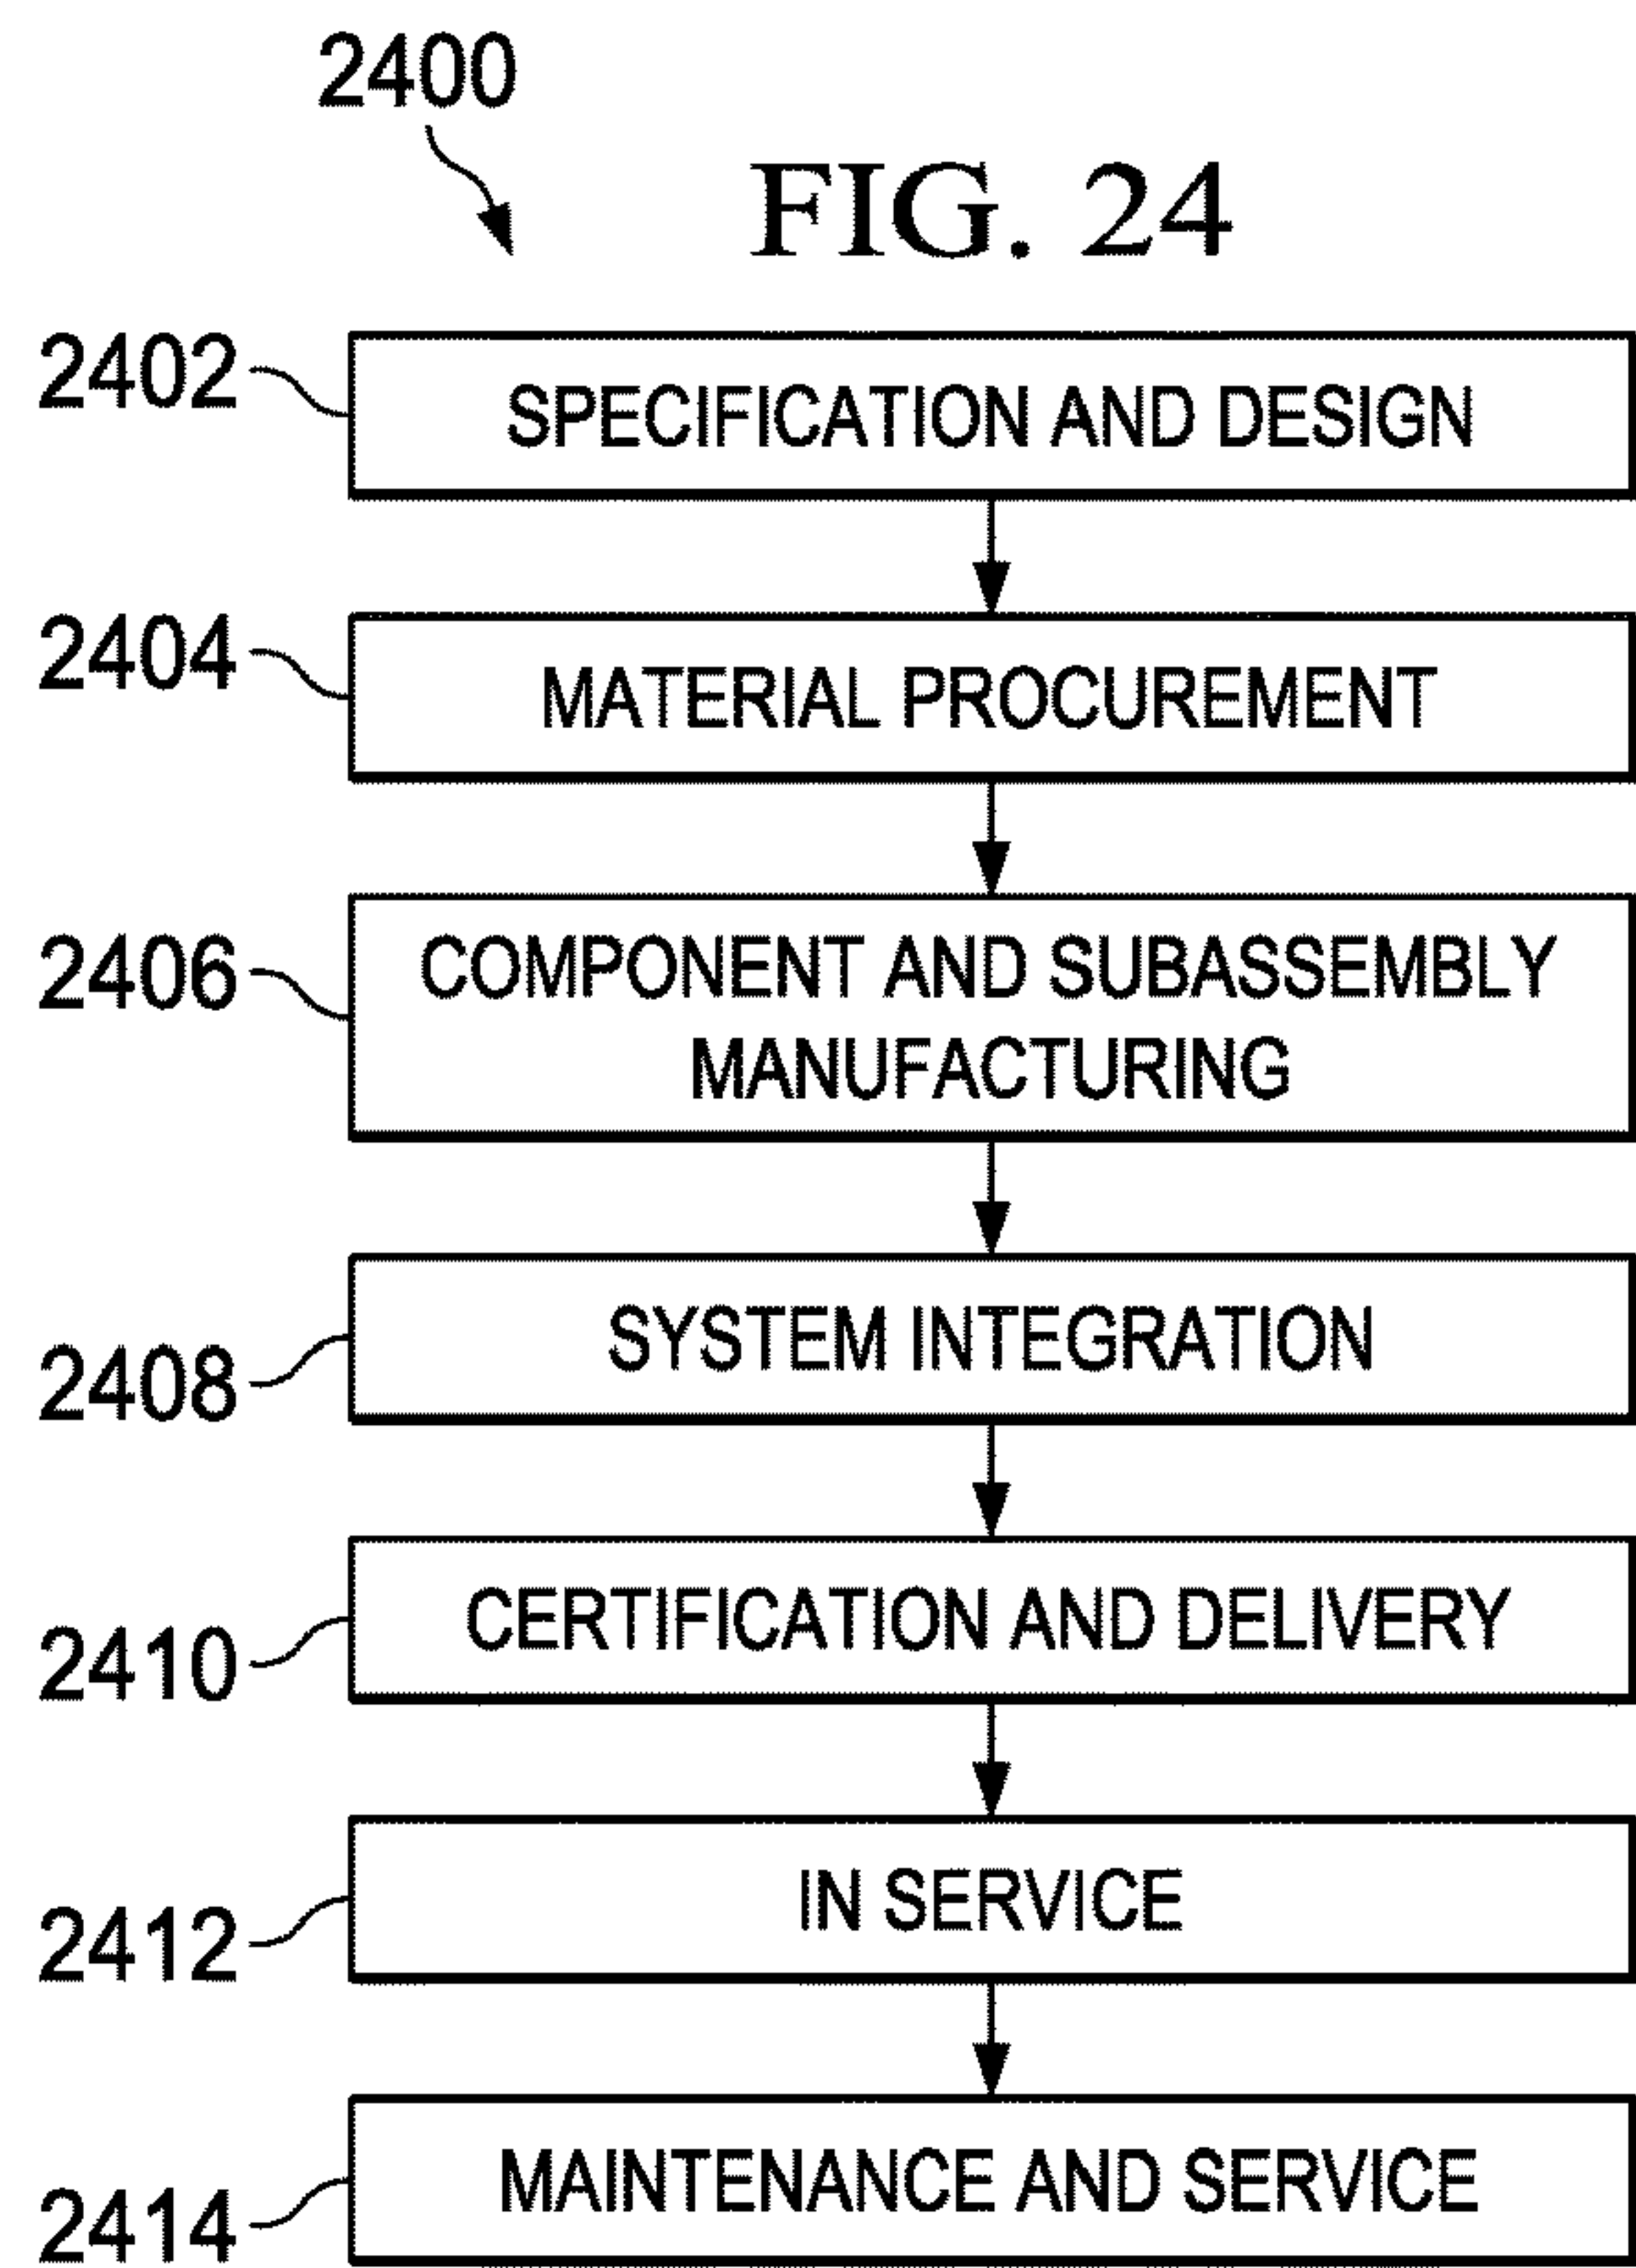 2400
FIG. 24
2402
SPECIFICATION AND DESIGN
2404
MATERIAL PROCUREMENT
2406
COMPONENT AND SUBASSEMBLY
MANUFACTURING
2408
SYSTEM INTEGRATION
2410
CERTIFICATION AND DELIVERY
2412
IN SERVICE
2414
MAINTENANCE AND SERVICE